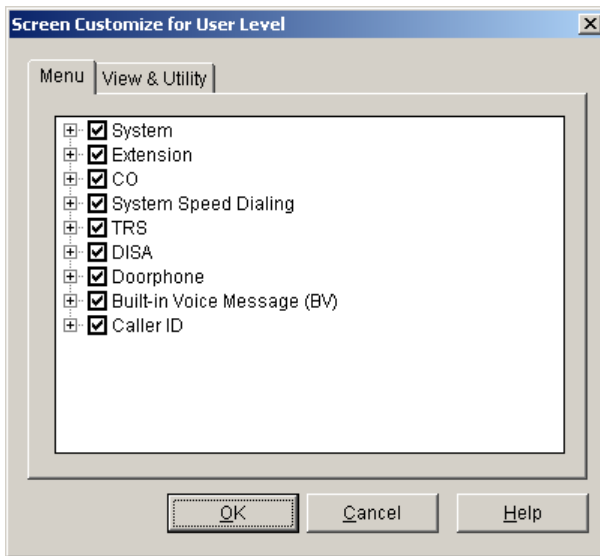 Screen Customize for User Level
Menu View & Utility
System
Extension
CO
System Speed Dialing
TRS
DISA
Doorphone
Built-in Voice Message (BV)
Caller ID
OK Cancel Help